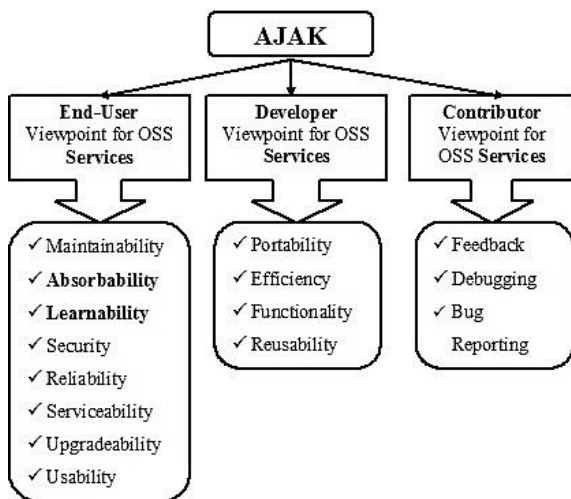 AJAK
End-User
Viewpoint for OSS
Services
Developer
Viewpoint for OSS
Services
Contributor
Viewpoint for
OSS Services
✓ Maintainability
✓ Absorbability
✓ Learnability
✓ Security
✓ Reliability
✓ Serviceability
✓ Upgradeability
✓ Usability
✓ Portability
✓ Efficiency
✓ Functionality
✓ Reusability
✓ Feedback
✓ Debugging
✓ Bug
Reporting